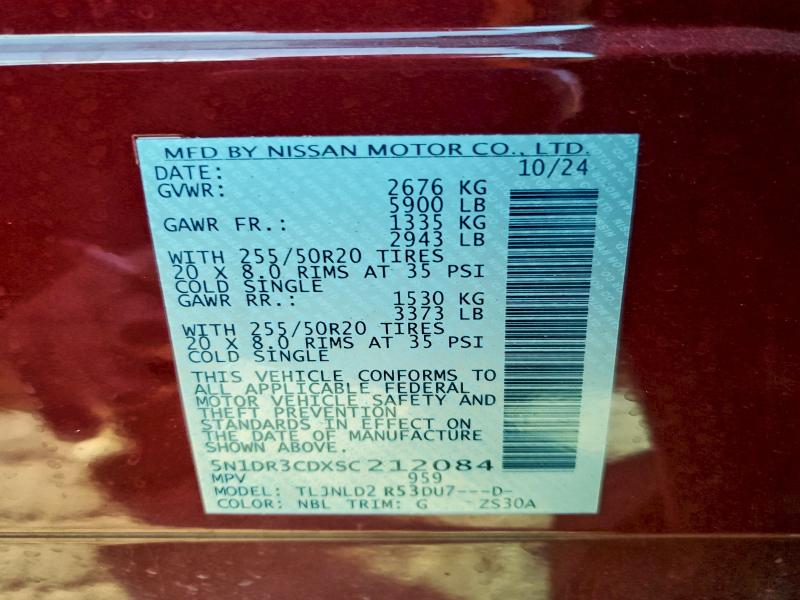 MFD BY NISSAN MOTOR CO., LTD.
DATE: 10/24
GVWR: 2676 KG
5900 LB
GAWR FR.: 1335 KG
2943 LB
WITH 255/50R20 TIRES
20 X 8.0 RIMS AT 35 PSI
COLD SINGLE
GAWR RR.: 1530 KG
3373 LB
WITH 255/50R20 TIRES
20 X 8.0 RIMS AT 35 PSI
COLD SINGLE
THIS VEHICLE CONFORMS TO
ALL APPLICABLE FEDERAL
MOTOR VEHICLE SAFETY AND
THEFT PREVENTION
STANDARDS IN EFFECT ON
THE DATE OF MANUFACTURE
SHOWN ABOVE.
5N1DR3CDXSC212084
MPV 959
MODEL: TLJNLD2 R53DU7---D-
COLOR: NBL TRIM: G ZS30A